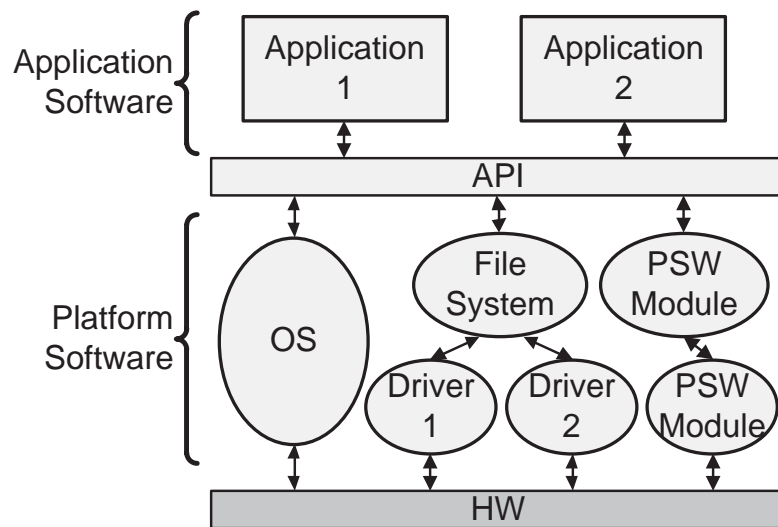 Application
Software
Application
1
Application
2
API
Platform
Software
OS
File
System
PSW
Module
Driver
1
Driver
2
PSW
Module
HW